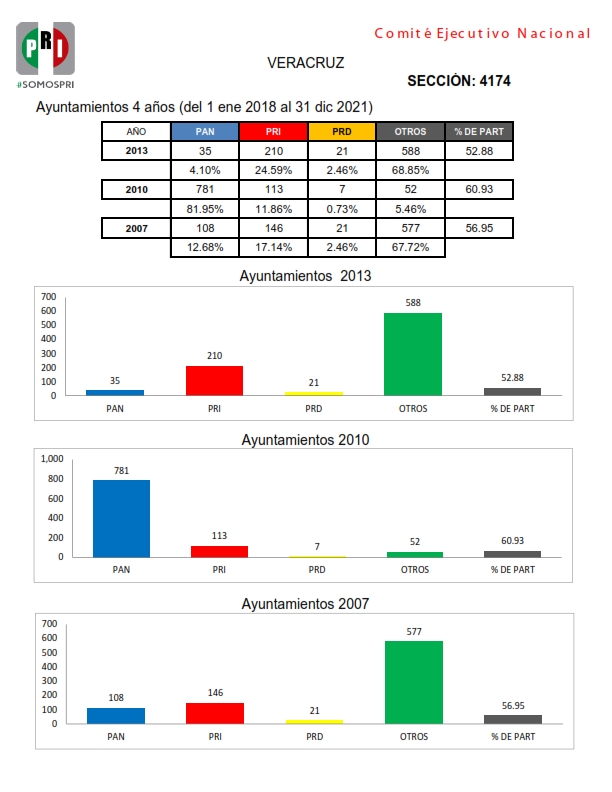 Comité Ejecutivo Nacional
PRI
#SOMOSPRI
VERACRUZ
SECCIÓN: 4174
Ayuntamientos 4 años (del 1 ene 2018 al 31 dic 2021)
AÑO PAN PRI PRD OTROS % DE PART
2013 35 210 21 588 52.88
4.10% 24.59% 2.46% 68.85%
2010 781 113 7 52 60.93
81.95% 11.86% 0.73% 5.46%
2007 108 146 21 577 56.95
12.68% 17.14% 2.46% 67.72%
Ayuntamientos 2013
700
600
500
400
300
200
100
0
35 210 21 588 52.88
PAN PRI PRD OTROS % DE PART
Ayuntamientos 2010
1,000
800
600
400
200
0
781 113 7 52 60.93
PAN PRI PRD OTROS % DE PART
Ayuntamientos 2007
700
600
500
400
300
200
100
0
108 146 21 577 56.95
PAN PRI PRD OTROS % DE PART